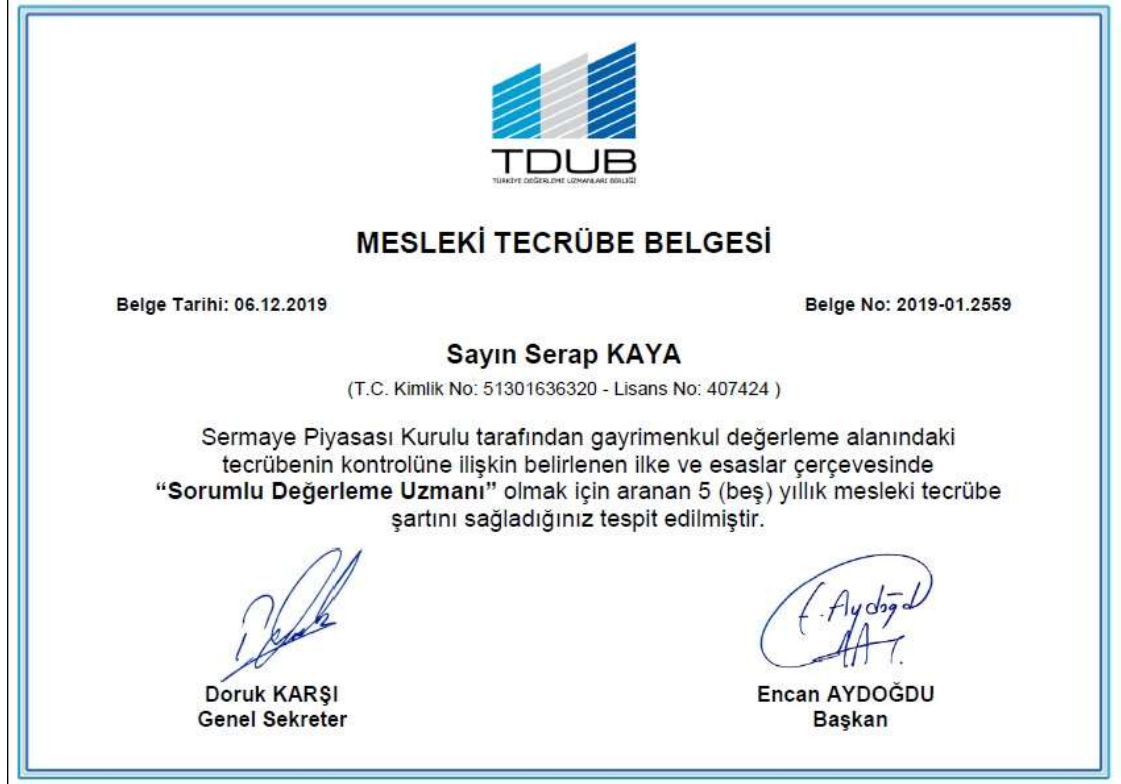 TDUB
TÜRKİYE DEĞERLEME UZMANLARI BİRLİĞİ
MESLEKİ TECRÜBE BELGESİ
Belge Tarihi: 06.12.2019
Belge No: 2019-01.2559
Sayın Serap KAYA
(T.C. Kimlik No: 51301636320 - Lisans No: 407424 )
Sermaye Piyasası Kurulu tarafından gayrimenkul değerleme alanındaki
tecrübenin kontrolüne ilişkin belirlenen ilke ve esaslar çerçevesinde
“Sorumlu Değerleme Uzmanı” olmak için aranan 5 (beş) yıllık mesleki tecrübe
şartını sağladığınız tespit edilmiştir.
E. Aydoğd
Doruk KARŞI
Genel Sekreter
Encan AYDOĞDU
Başkan